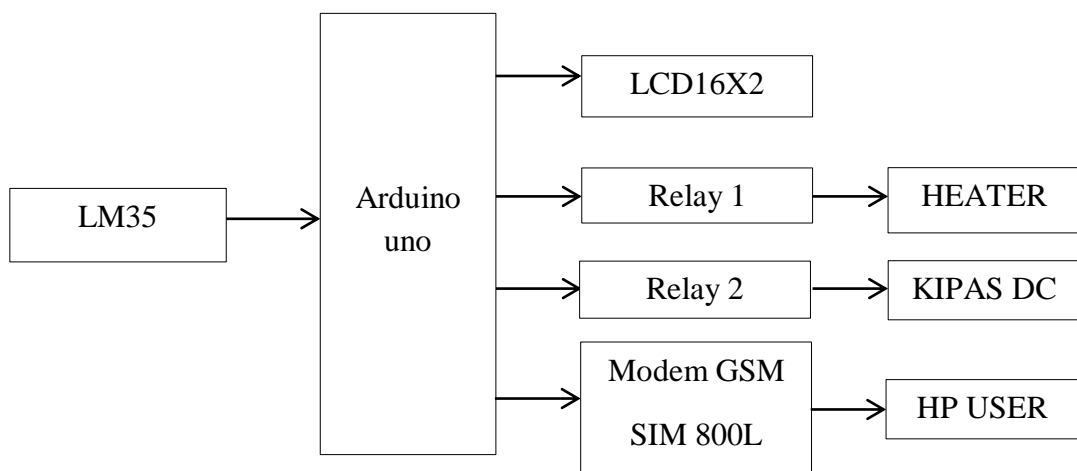 LM35
Arduino
uno
LCD16X2
Relay 1
HEATER
Relay 2
KIPAS DC
Modem GSM
SIM 800L
HP USER